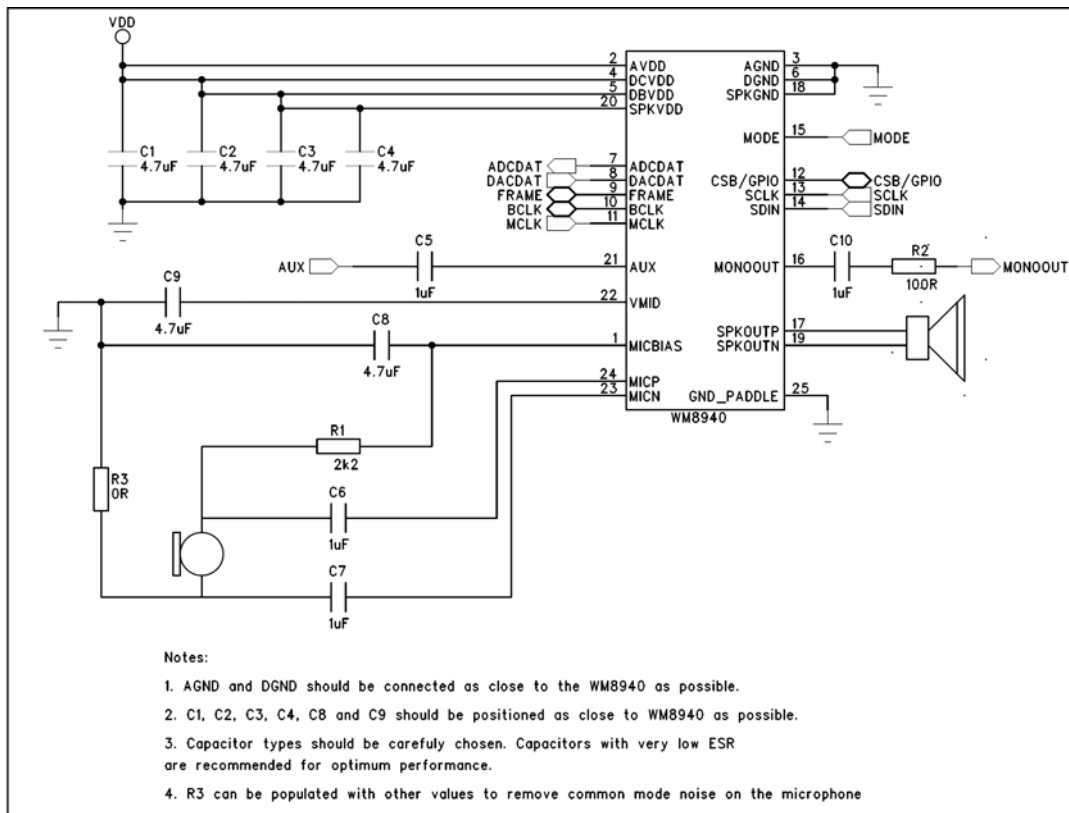 VDD
2 AVDD
4 DCVDD
5 DBVDD
20 SPKVDD
AGND 3
DGND 6
SPKGND 18
MODE 15 MODE
C1 4.7uF
C2 4.7uF
C3 4.7uF
C4 4.7uF
ADCDAT 7 ADCDAT
DACDAT 8 DACDAT
FRAME 9 FRAME
BCLK 10 BCLK
MCLK 11 MCLK
CSB/GPIO 12 CSB/GPIO
SCLK 13 SCLK
SDIN 14 SDIN
AUX
C5
1uF
21 AUX
MONOOUT 16
C10
1uF
R2
100R
MONOOUT
C9
4.7uF
22 VMID
C8
4.7uF
1 MICBIAS
SPKOUTP 17
SPKOUTN 19
24 MICP
23 MICN
GND_PADDLE 25
WM8940
R1
2k2
R3
0R
C6
1uF
C7
1uF
Notes:
1. AGND and DGND should be connected as close to the WM8940 as possible.
2. C1, C2, C3, C4, C8 and C9 should be positioned as close to WM8940 as possible.
3. Capacitor types should be carefuly chosen. Capacitors with very low ESR
are recommended for optimum performance.
4. R3 can be populated with other values to remove common mode noise on the microphone